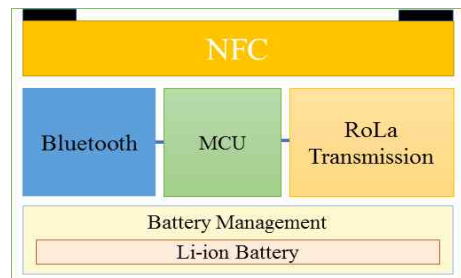 NFC
Bluetooth
MCU
RoLa
Transmission
Battery Management
Li-ion Battery